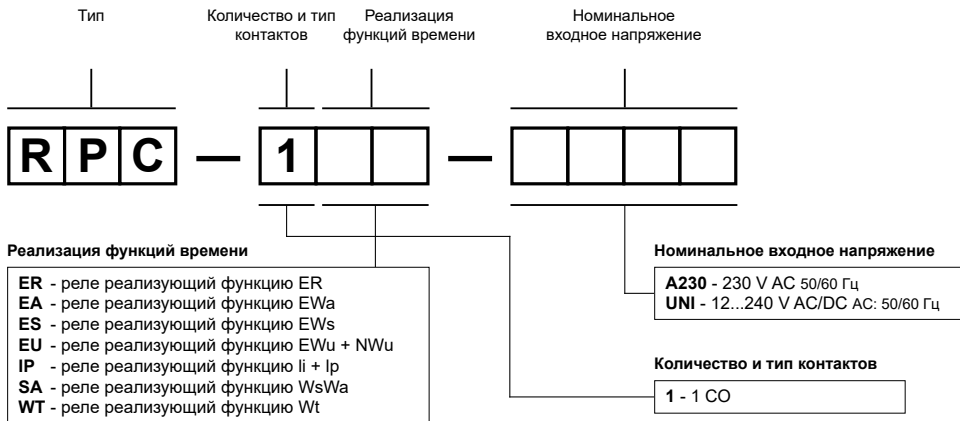 Тип
Количество и тип
контактов
Реализация
функций времени
Номинальное
входное напряжение
RPC — 1 —
Реализация функций времени
ER - реле реализующий функцию ER
EA - реле реализующий функцию EWa
ES - реле реализующий функцию EWs
EU - реле реализующий функцию EWu + NWu
IP - реле реализующий функцию Ii + Ip
SA - реле реализующий функцию WsWa
WT - реле реализующий функцию Wt
Номинальное входное напряжение
A230 - 230 V AC 50/60 Гц
UNI - 12...240 V AC/DC AC: 50/60 Гц
Количество и тип контактов
1 - 1 CO